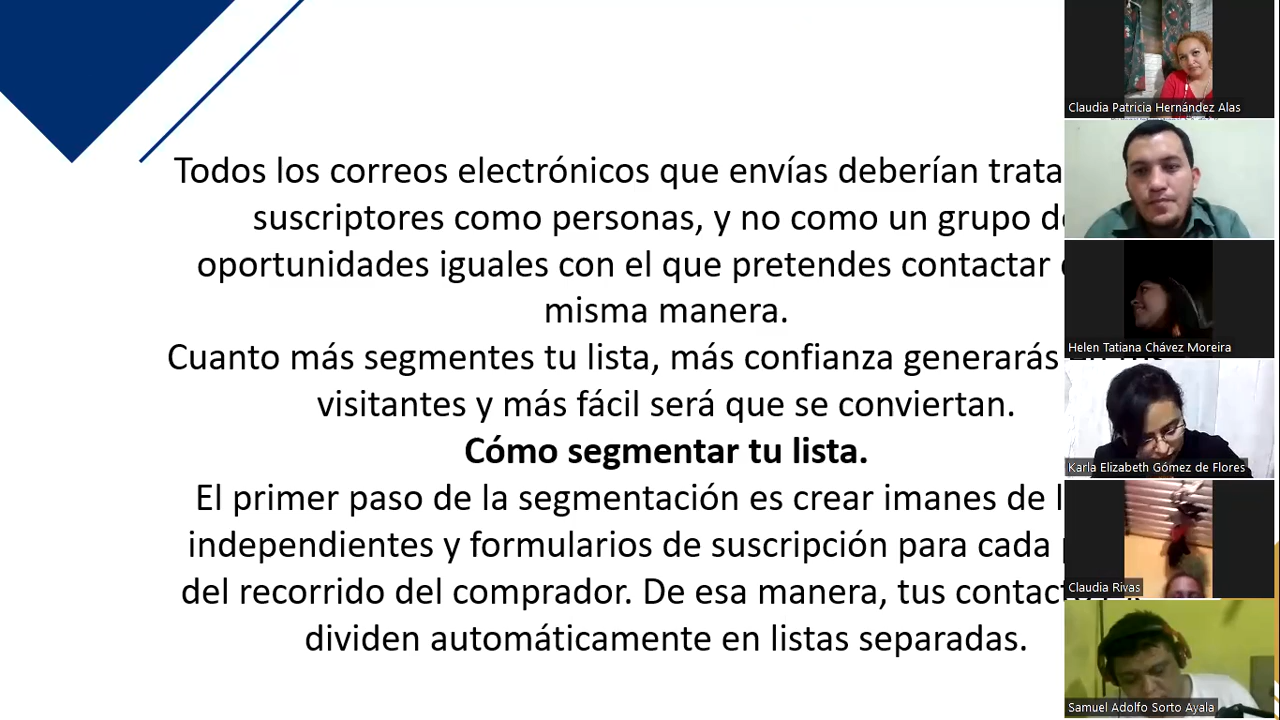 Todos los correos electrónicos que envías deberían trata
suscriptores como personas, y no como un grupo d
oportunidades iguales con el que pretendes contactar
misma manera.
Cuanto más segmentes tu lista, más confianza generarás
visitantes y más fácil será que se conviertan.
Cómo segmentar tu lista.
El primer paso de la segmentación es crear imanes de
independientes y formularios de suscripción para cada
del recorrido del comprador. De esa manera, tus contact
dividen automáticamente en listas separadas.
Claudia Patricia Hernández Alas
Helen Tatiana Chávez Moreira
Karla Elizabeth Gómez de Flores
Claudia Rivas
Samuel Adolfo Sorto Ayala